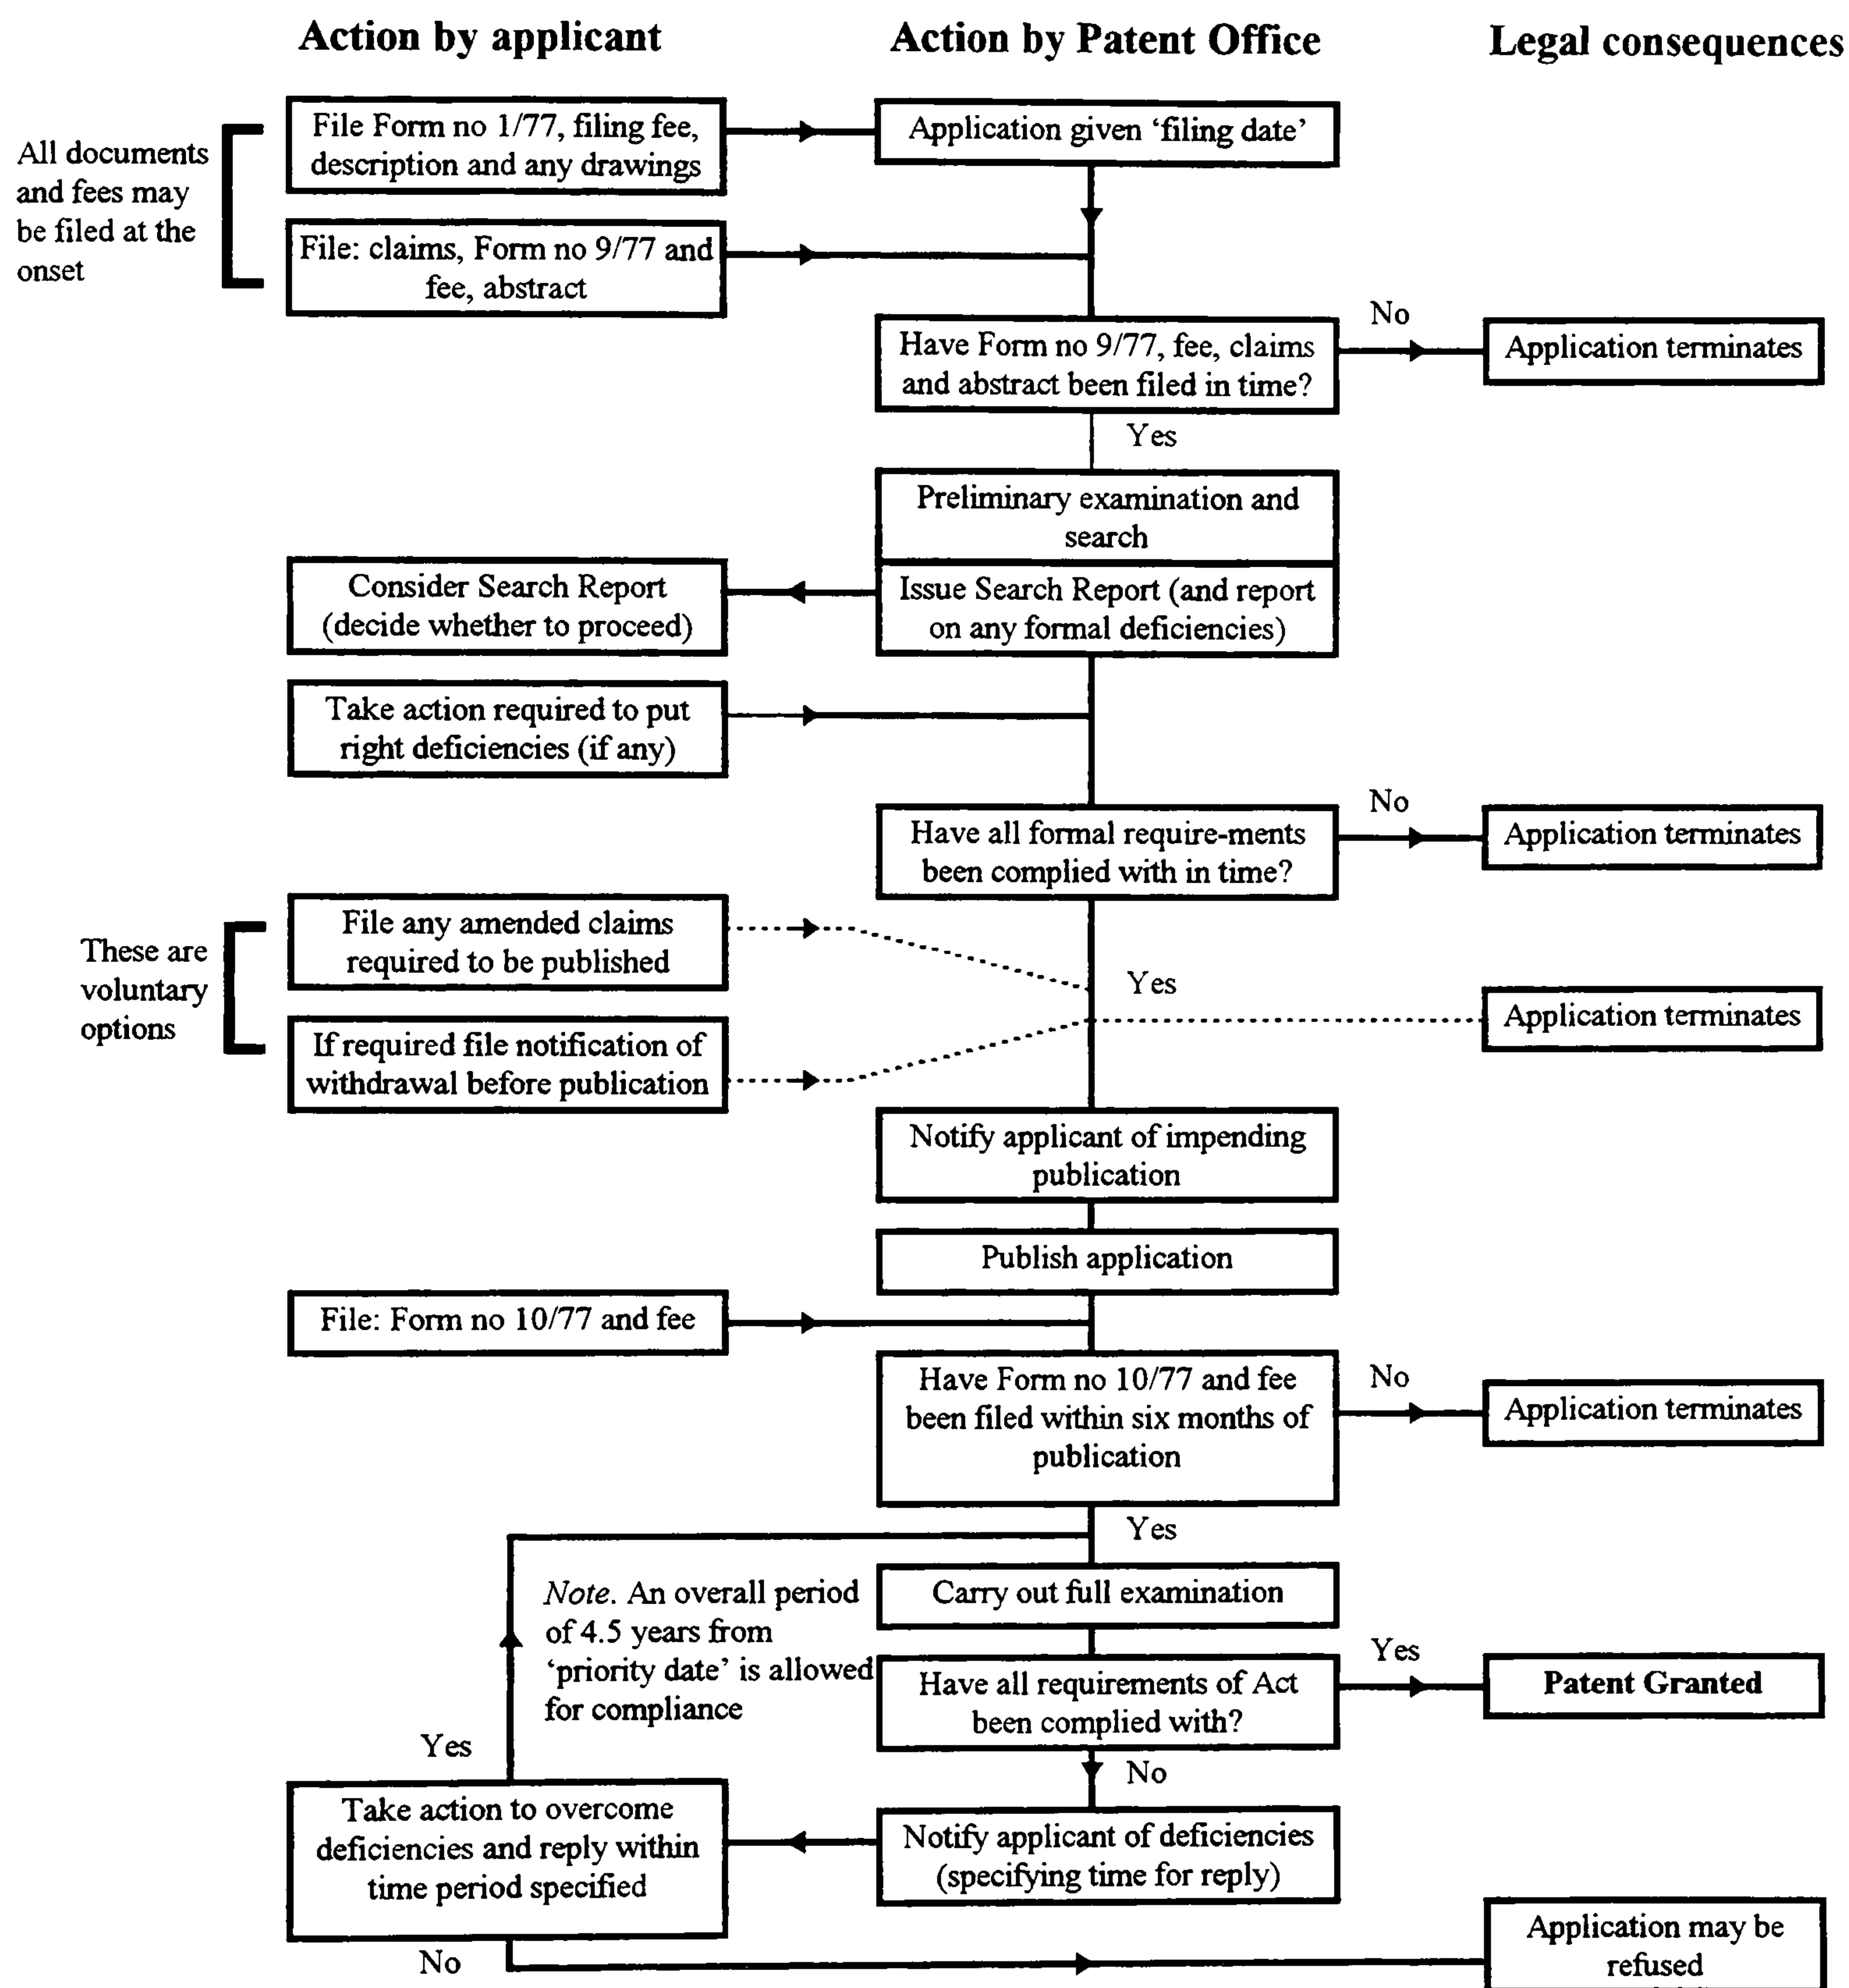 Action by applicant
Action by Patent Office
Legal consequences
All documents
and fees may
be filed at the
onset
File Form no 1/77, filing fee,
description and any drawings
Application given ‘filing date’
File: claims, Form no 9/77 and
fee, abstract
Have Form no 9/77, fee, claims
and abstract been filed in time?
No
Application terminates
Yes
Preliminary examination and
search
Consider Search Report
(decide whether to proceed)
Issue Search Report (and report
on any formal deficiencies)
Take action required to put
right deficiencies (if any)
Have all formal require-ments
been complied with in time?
No
Application terminates
These are
voluntary
options
File any amended claims
required to be published
Yes
If required file notification of
withdrawal before publication
Application terminates
Notify applicant of impending
publication
Publish application
File: Form no 10/77 and fee
Have Form no 10/77 and fee
been filed within six months of
publication
No
Application terminates
Yes
Note. An overall period
of 4.5 years from
‘priority date’ is allowed
for compliance
Carry out full examination
Have all requirements of Act
been complied with?
Yes
Patent Granted
No
Yes
Take action to overcome
deficiencies and reply within
time period specified
Notify applicant of deficiencies
(specifying time for reply)
No
Application may be
refused